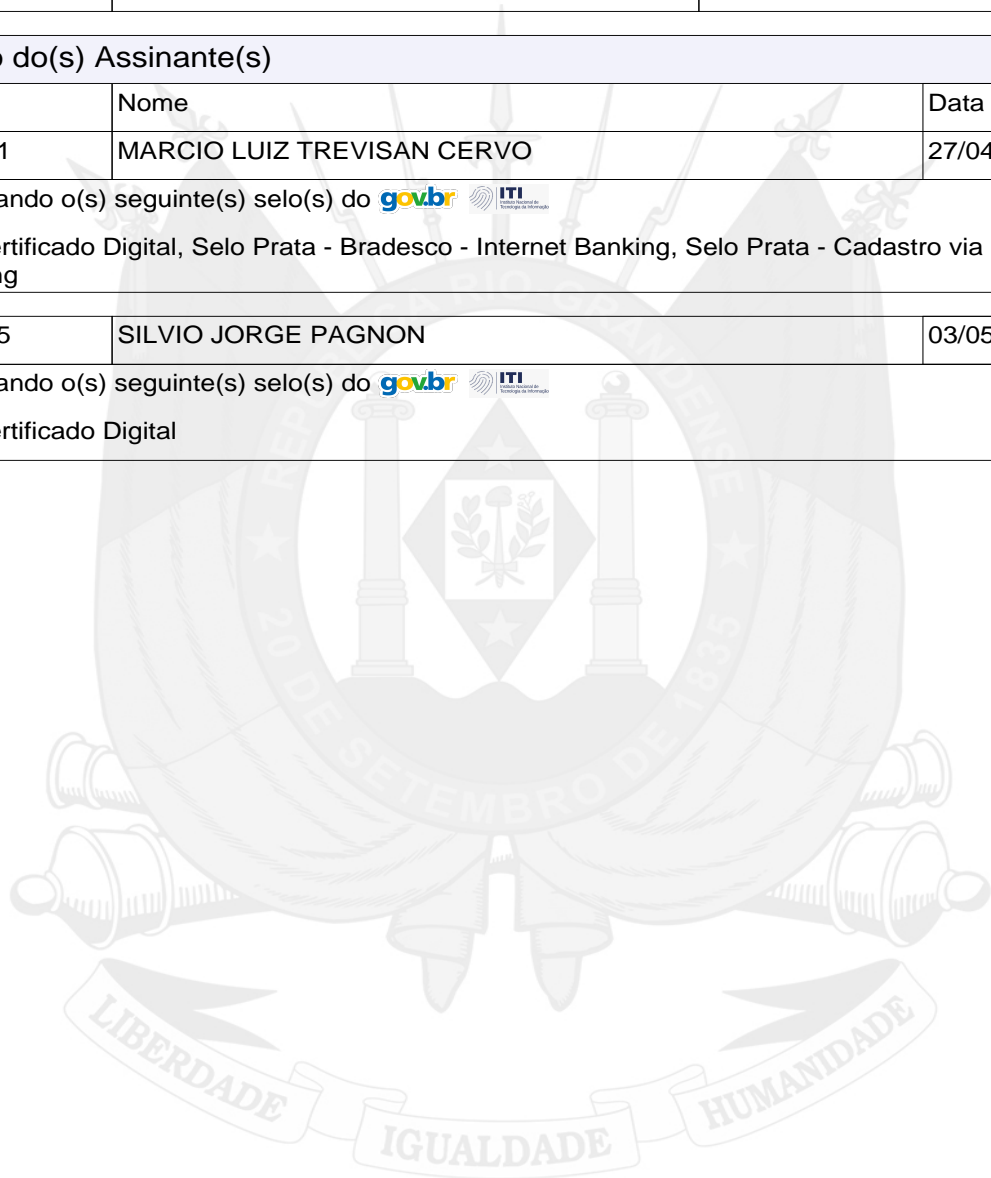 o do(s) Assinante(s)
Nome Data
1 MARCIO LUIZ TREVISAN CERVO 27/04
ando o(s) seguinte(s) selo(s) do gov.br ITI
ertificado Digital, Selo Prata - Bradesco - Internet Banking, Selo Prata - Cadastro via
ng
5 SILVIO JORGE PAGNON 03/05
ando o(s) seguinte(s) selo(s) do gov.br ITI
ertificado Digital
REPÚBLICA RIO-GRANDENSE
20 DE SETEMBRO DE 1835
LIBERDADE
IGUALDADE
HUMANIDADE